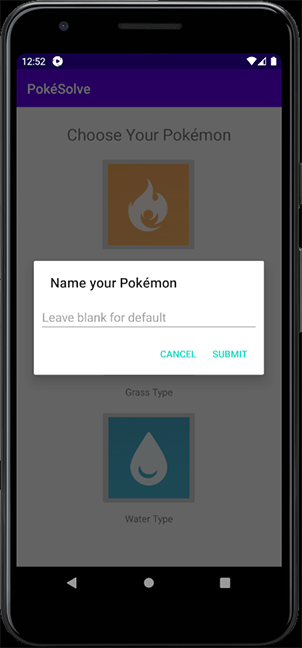 12:52
PokéSolve
Choose Your Pokémon
Name your Pokémon
Leave blank for default
CANCEL SUBMIT
Grass Type
Water Type